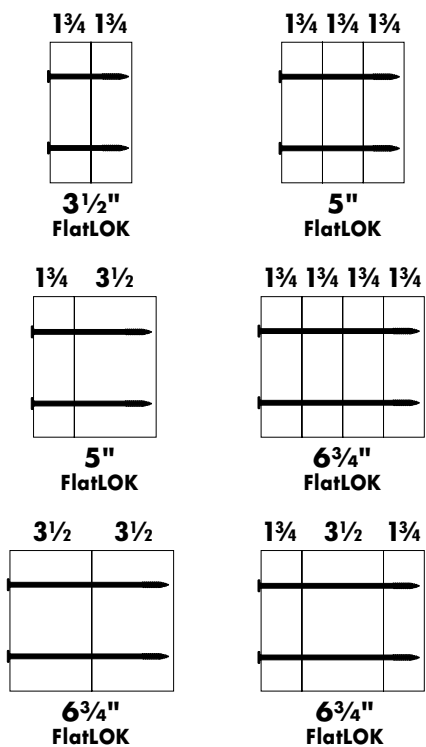 1¾ 1¾
3½"
FlatLOK
1¾ 1¾ 1¾
5"
FlatLOK
1¾ 3½
5"
FlatLOK
1¾ 1¾ 1¾ 1¾
6¾"
FlatLOK
3½ 3½
6¾"
FlatLOK
1¾ 3½ 1¾
6¾"
FlatLOK